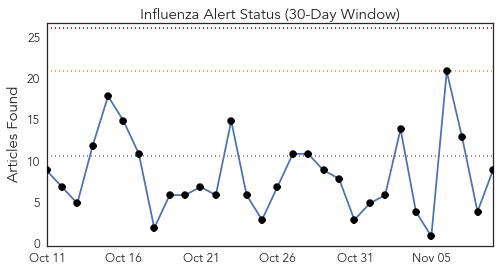 Influenza Alert Status (30-Day Window)
Articles Found
25
20
15
10
5
0
Oct 11 Oct 16 Oct 21 Oct 26 Oct 31 Nov 05